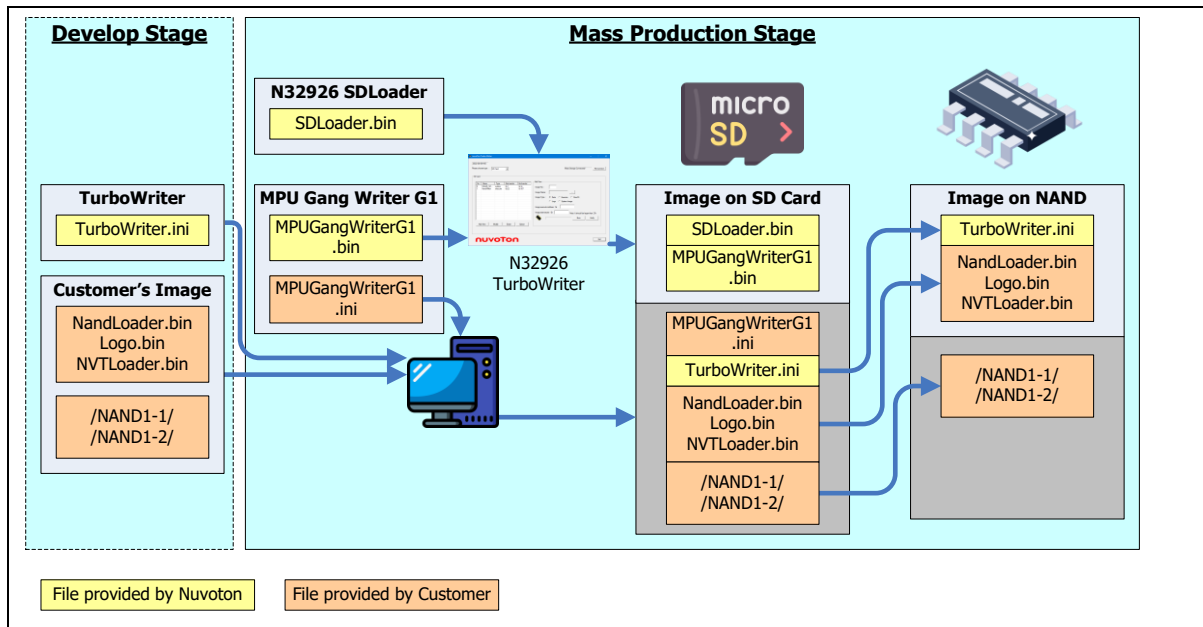 Develop Stage
Mass Production Stage
N32926 SDLoader
SDLoader.bin
micro
SD
TurboWriter
TurboWriter.ini
MPU Gang Writer G1
MPUGangWriterG1
.bin
MPUGangWriterG1
.ini
nuvoTon
N32926
TurboWriter
Customer's Image
NandLoader.bin
Logo.bin
NVTLoader.bin
/NAND1-1/
/NAND1-2/
Image on SD Card
SDLoader.bin
MPUGangWriterG1
.bin
MPUGangWriterG1
.ini
TurboWriter.ini
NandLoader.bin
Logo.bin
NVTLoader.bin
/NAND1-1/
/NAND1-2/
Image on NAND
TurboWriter.ini
NandLoader.bin
Logo.bin
NVTLoader.bin
/NAND1-1/
/NAND1-2/
File provided by Nuvoton
File provided by Customer